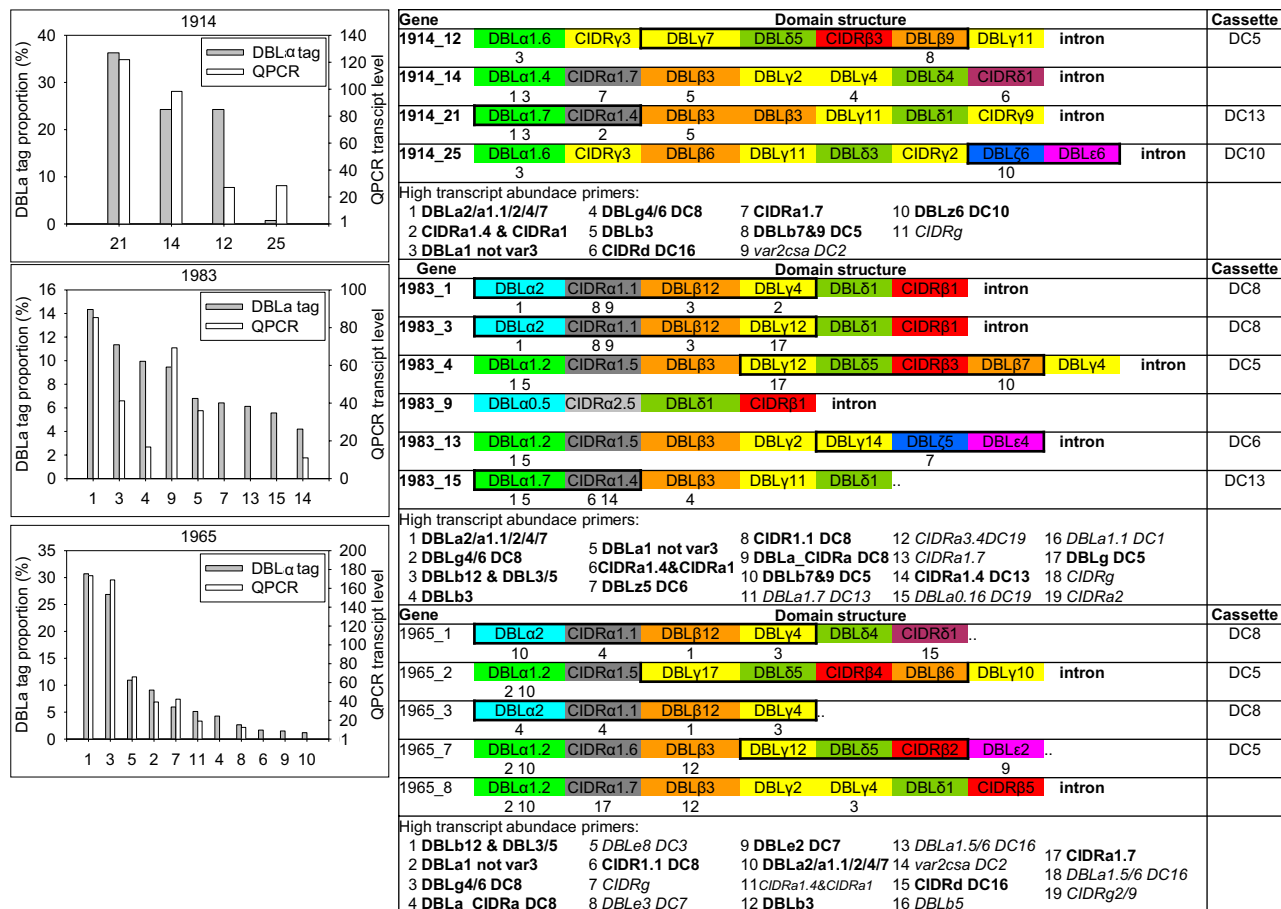 1914
DBLa tag proportion (%)
QPCR transcipt level
DBLα tag
QPCR
40
30
20
10
0
140
120
100
80
60
40
20
1
21 14 12 25
1983
DBLa tag proportion (%)
QPCR transcript level
DBLa tag
QPCR
16
14
12
10
8
6
4
2
0
100
80
60
40
20
0
1 3 4 9 5 7 13 15 14
1965
DBLa tag proportion (%)
QPCR transcript level
DBLα tag
QPCR
35
30
25
20
15
10
5
0
200
180
160
140
120
100
80
60
40
20
1
1 3 5 2 7 11 4 8 6 9 10
Gene Domain structure Cassette
1914_12 DBLα1.6 CIDRγ3 DBLγ7 DBLδ5 CIDRβ3 DBLβ9 DBLγ11 intron DC5
3 8
1914_14 DBLα1.4 CIDRα1.7 DBLβ3 DBLγ2 DBLγ4 DBLδ4 CIDRδ1 intron
1 3 7 5 4 6
1914_21 DBLα1.7 CIDRα1.4 DBLβ3 DBLβ3 DBLγ11 DBLδ1 CIDRγ9 intron DC13
1 3 2 5
1914_25 DBLα1.6 CIDRγ3 DBLβ6 DBLγ11 DBLδ3 CIDRγ2 DBLζ6 DBLε6 intron DC10
3 10
High transcript abundace primers:
1 DBLa2/a1.1/2/4/7 4 DBLg4/6 DC8 7 CIDRa1.7 10 DBLz6 DC10
2 CIDRa1.4 & CIDRa1 5 DBLb3 8 DBLb7&9 DC5 11 CIDRg
3 DBLa1 not var3 6 CIDRd DC16 9 var2csa DC2
Gene Domain structure Cassette
1983_1 DBLα2 CIDRα1.1 DBLβ12 DBLγ4 DBLδ1 CIDRβ1 intron DC8
1 8 9 3 2
1983_3 DBLα2 CIDRα1.1 DBLβ12 DBLγ12 DBLδ1 CIDRβ1 intron DC8
1 8 9 3 17
1983_4 DBLα1.2 CIDRα1.5 DBLβ3 DBLγ12 DBLδ5 CIDRβ3 DBLβ7 DBLγ4 intron DC5
1 5 17 10
1983_9 DBLα0.5 CIDRα2.5 DBLδ1 CIDRβ1 intron
1983_13 DBLα1.2 CIDRα1.5 DBLβ3 DBLγ2 DBLγ14 DBLζ5 DBLε4 intron DC6
1 5 7
1983_15 DBLα1.7 CIDRα1.4 DBLβ3 DBLγ11 DBLδ1 .. DC13
1 5 6 14 4
High transcript abundace primers:
1 DBLa2/a1.1/2/4/7 5 DBLa1 not var3 8 CIDR1.1 DC8 12 CIDRa3.4DC19 16 DBLa1.1 DC1
2 DBLg4/6 DC8 6CIDRa1.4&CIDRa1 9 DBLa_CIDRa DC8 13 CIDRa1.7 17 DBLg DC5
3 DBLb12 & DBL3/5 7 DBLz5 DC6 10 DBLb7&9 DC5 14 CIDRa1.4 DC13 18 CIDRg
4 DBLb3 11 DBLa1.7 DC13 15 DBLa0.16 DC19 19 CIDRa2
Gene Domain structure Cassette
1965_1 DBLα2 CIDRα1.1 DBLβ12 DBLγ4 DBLδ4 CIDRδ1 .. DC8
10 4 1 3 15
1965_2 DBLα1.2 CIDRα1.5 DBLγ17 DBLδ5 CIDRβ4 DBLβ6 DBLγ10 intron DC5
2 10
1965_3 DBLα2 CIDRα1.1 DBLβ12 DBLγ4 .. DC8
4 4 1 3
1965_7 DBLα1.2 CIDRα1.6 DBLβ3 DBLγ12 DBLδ5 CIDRβ2 DBLε2 .. DC5
2 10 12 9
1965_8 DBLα1.2 CIDRα1.7 DBLβ3 DBLγ2 DBLγ4 DBLδ1 CIDRβ5 intron
2 10 17 12 3
High transcript abundace primers:
1 DBLb12 & DBL3/5 5 DBLe8 DC3 9 DBLe2 DC7 13 DBLa1.5/6 DC16 17 CIDRa1.7
2 DBLa1 not var3 6 CIDR1.1 DC8 10 DBLa2/a1.1/2/4/7 14 var2csa DC2 18 DBLa1.5/6 DC16
3 DBLg4/6 DC8 7 CIDRg 11CIDRa1.4&CIDRa1 15 CIDRd DC16 19 CIDRg2/9
4 DBLa_CIDRa DC8 8 DBLe3 DC7 12 DBLb3 16 DBLb5